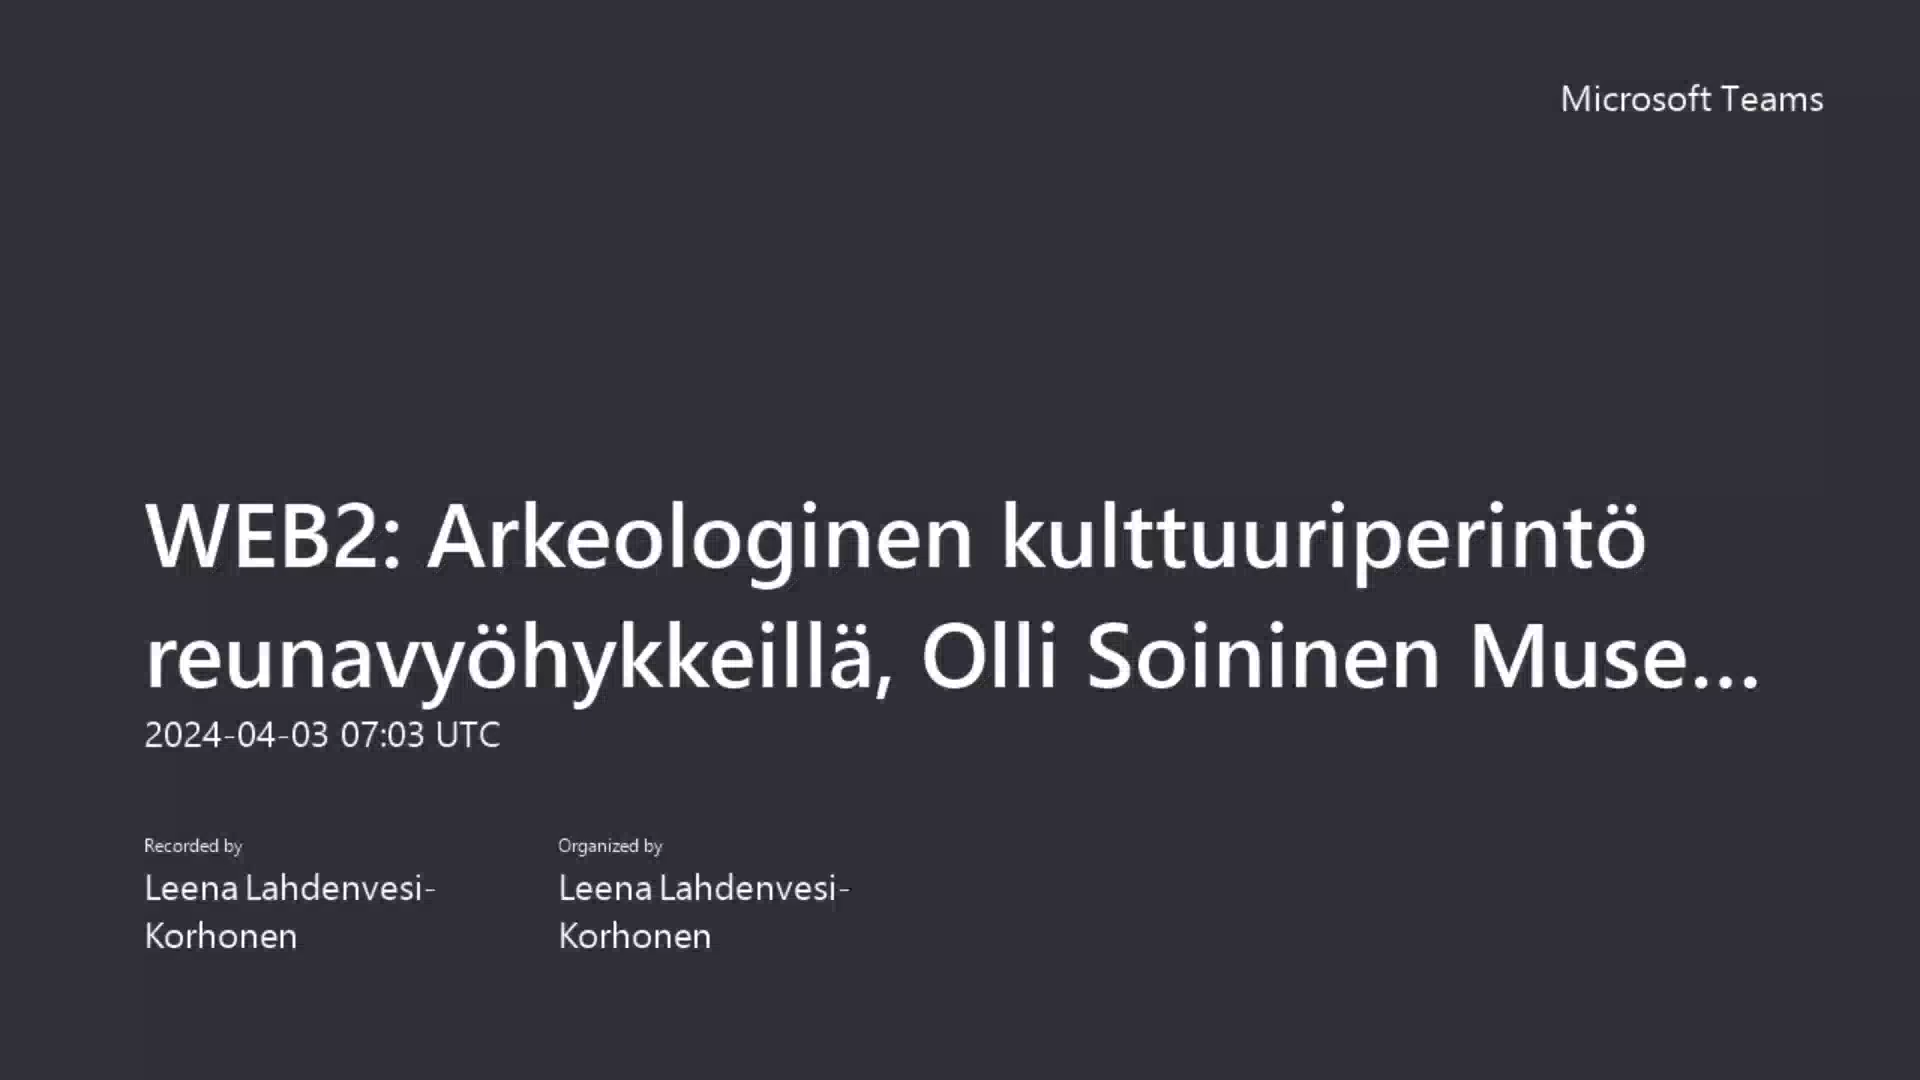 Microsoft Teams
WEB2: Arkeologinen kulttuuriperintö
reunavyöhykkeillä, Olli Soininen Muse...
2024-04-03 07:03 UTC
Recorded by
Leena Lahdenvesi-
Korhonen
Organized by
Leena Lahdenvesi-
Korhonen